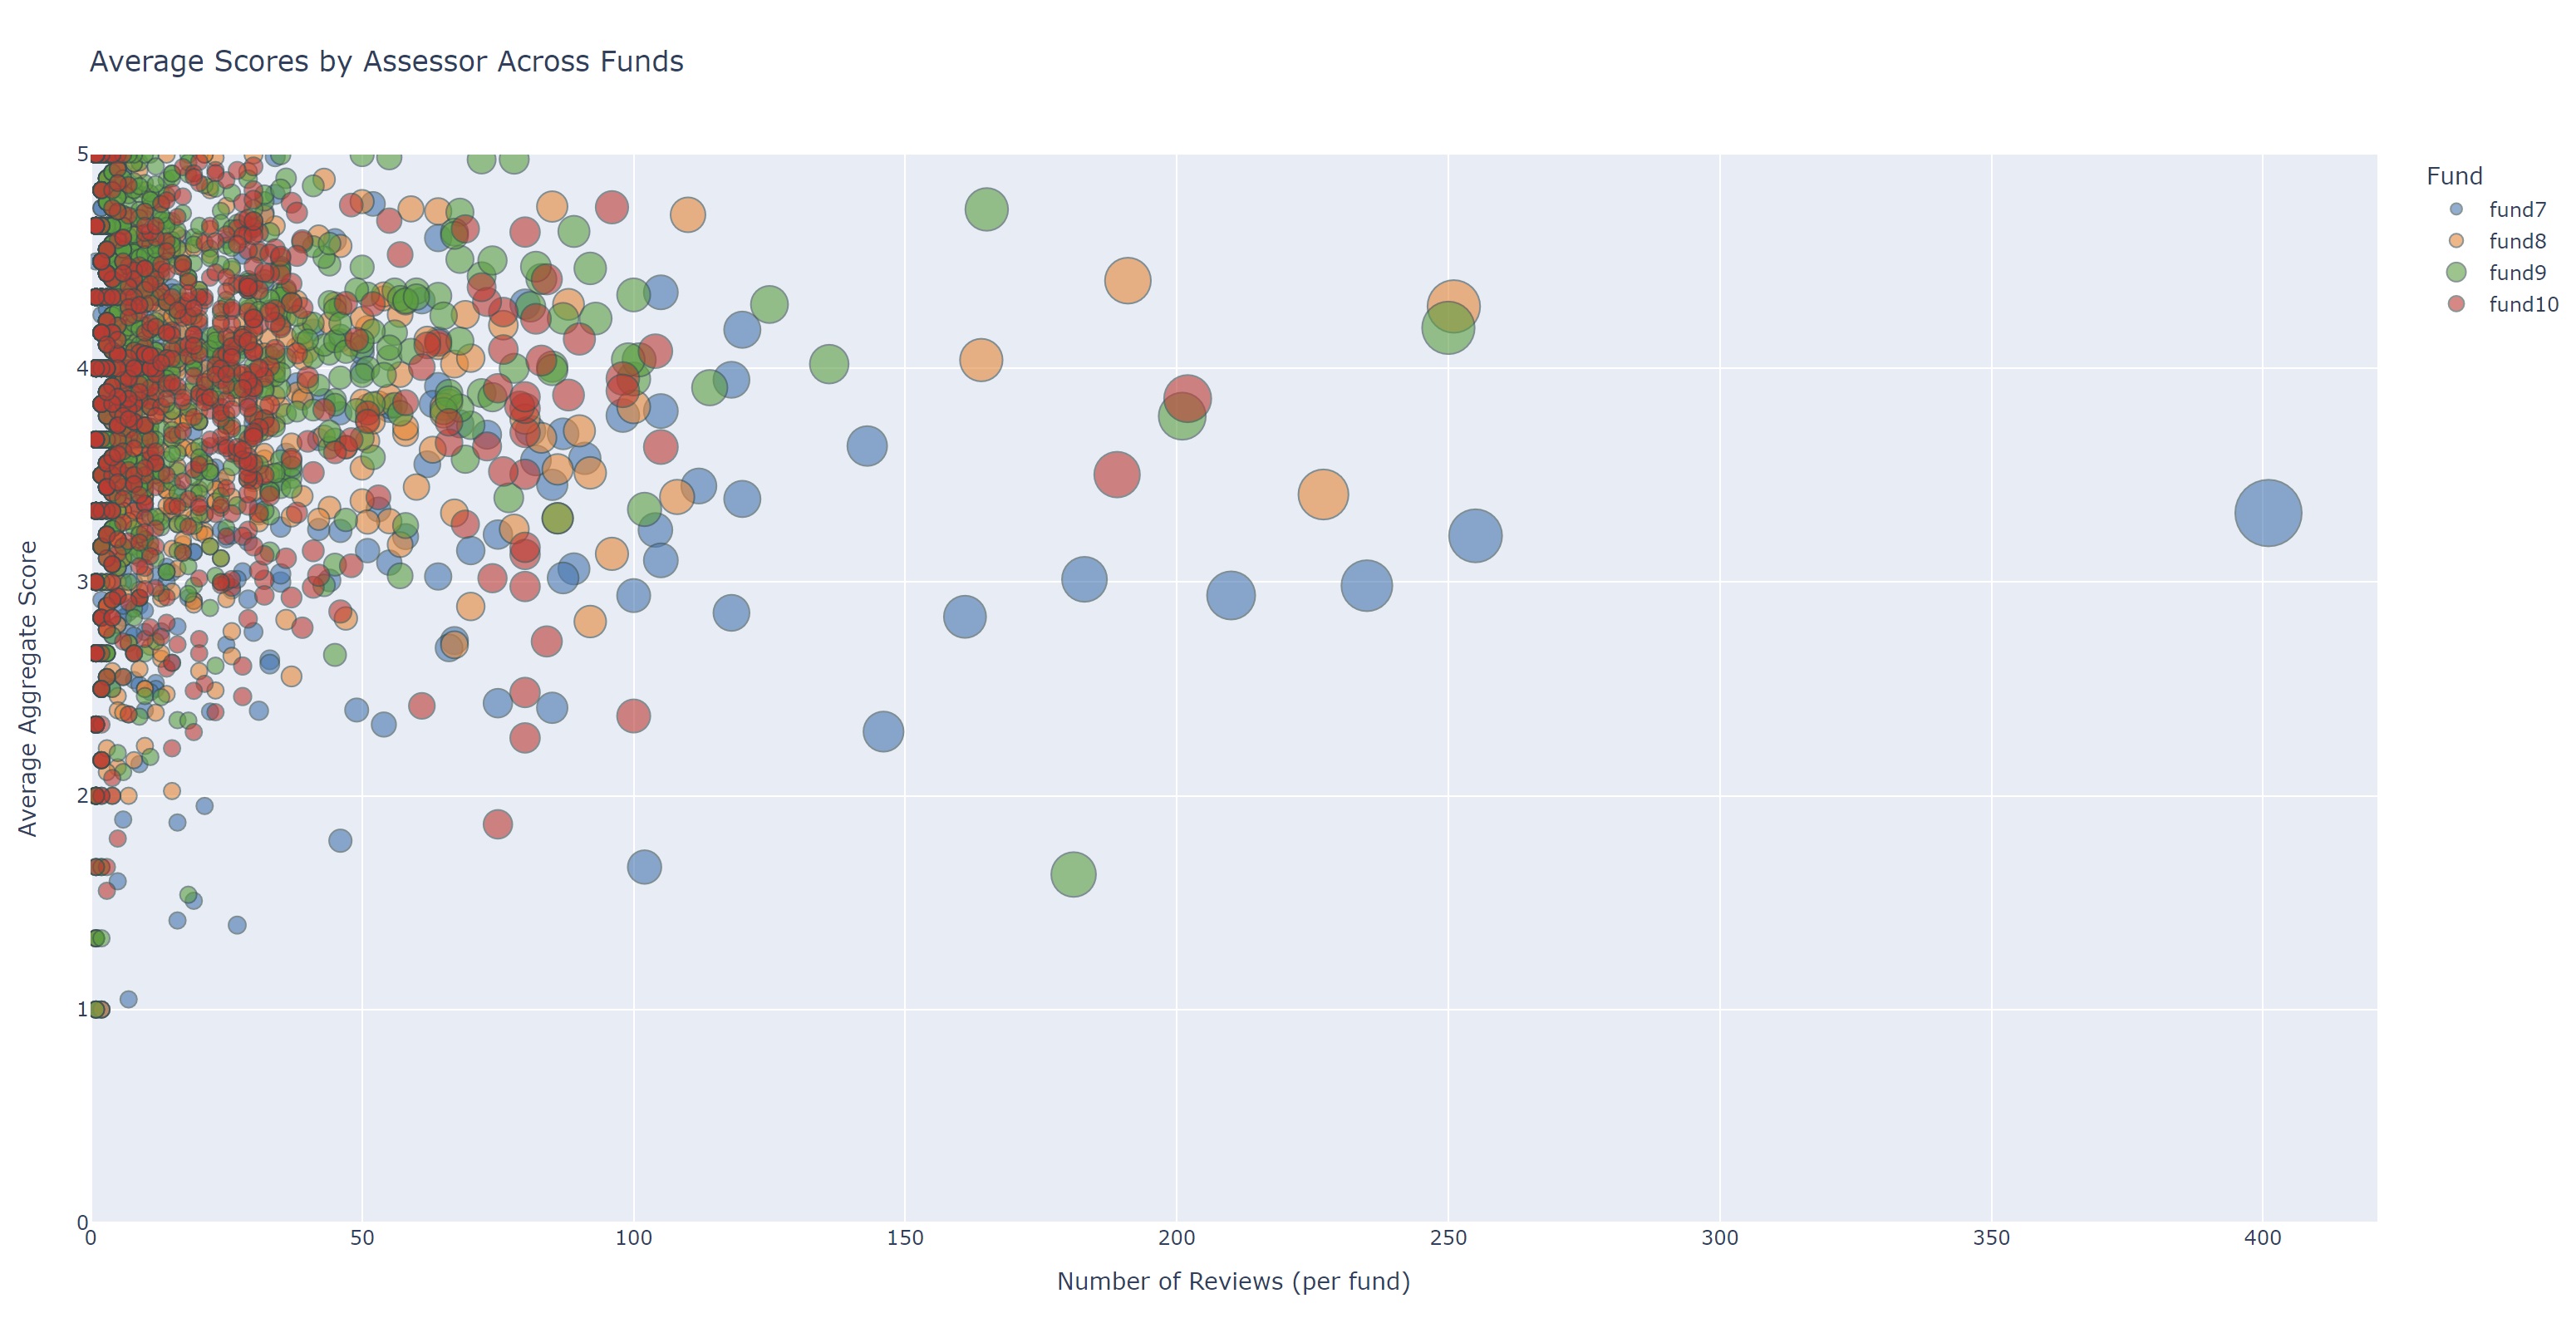 Average Scores by Assessor Across Funds
Fund
fund7
fund8
fund9
fund10
Average Aggregate Score
5
4
3
2
1
0
0 50 100 150 200 250 300 350 400
Number of Reviews (per fund)